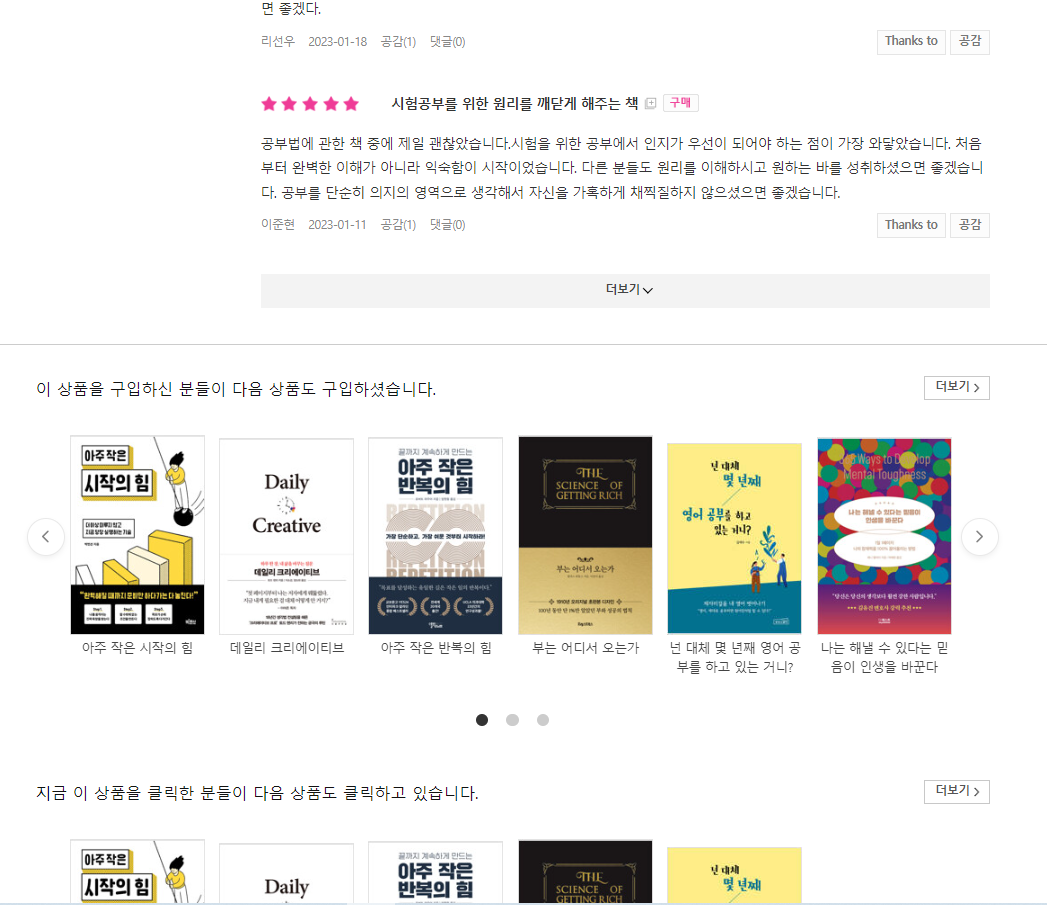 면 좋겠다.
리선우 2023-01-18 공감(1) 댓글(0) Thanks to 공감
시험공부를 위한 원리를 깨닫게 해주는 책 구매
공부법에 관한 책 중에 제일 괜찮았습니다.시험을 위한 공부에서 인지가 우선이 되어야 하는 점이 가장 와닿았습니다. 처음
부터 완벽한 이해가 아니라 익숙함이 시작이었습니다. 다른 분들도 원리를 이해하시고 원하는 바를 성취하셨으면 좋겠습니
다. 공부를 단순히 의지의 영역으로 생각해서 자신을 가혹하게 채찍질하지 않으셨으면 좋겠습니다.
이준현 2023-01-11 공감(1) 댓글(0) Thanks to 공감
더보기
이 상품을 구입하신 분들이 다음 상품도 구입하셨습니다. 더보기
아주 작은
시작의 힘
Daily
Creative
데일리 크리에이티브
끝까지 계속하게 만드는
아주 작은
반복의 힘
가장 단순하고, 가장 쉬운 것부터 시작하라!
THE
SCIENCE OF
GETTING RICH
부는 어디서 오는가
넌 대체
몇 년째
영어 공부를 하고
있는 거니?
Ways to Develop
Mental Toughness
나는 해낼 수 있다는 믿음이
인생을 바꾼다
아주 작은 시작의 힘
데일리 크리에이티브
아주 작은 반복의 힘
부는 어디서 오는가
넌 대체 몇 년째 영어 공
부를 하고 있는 거니?
나는 해낼 수 있다는 믿
음이 인생을 바꾼다
지금 이 상품을 클릭한 분들이 다음 상품도 클릭하고 있습니다. 더보기
아주 작은
시작의 힘
Daily
끝까지 계속하게 만드는
아주 작은
반복의 힘
THE
SCIENCE OF
GETTING RICH
넌 대체
몇 년째